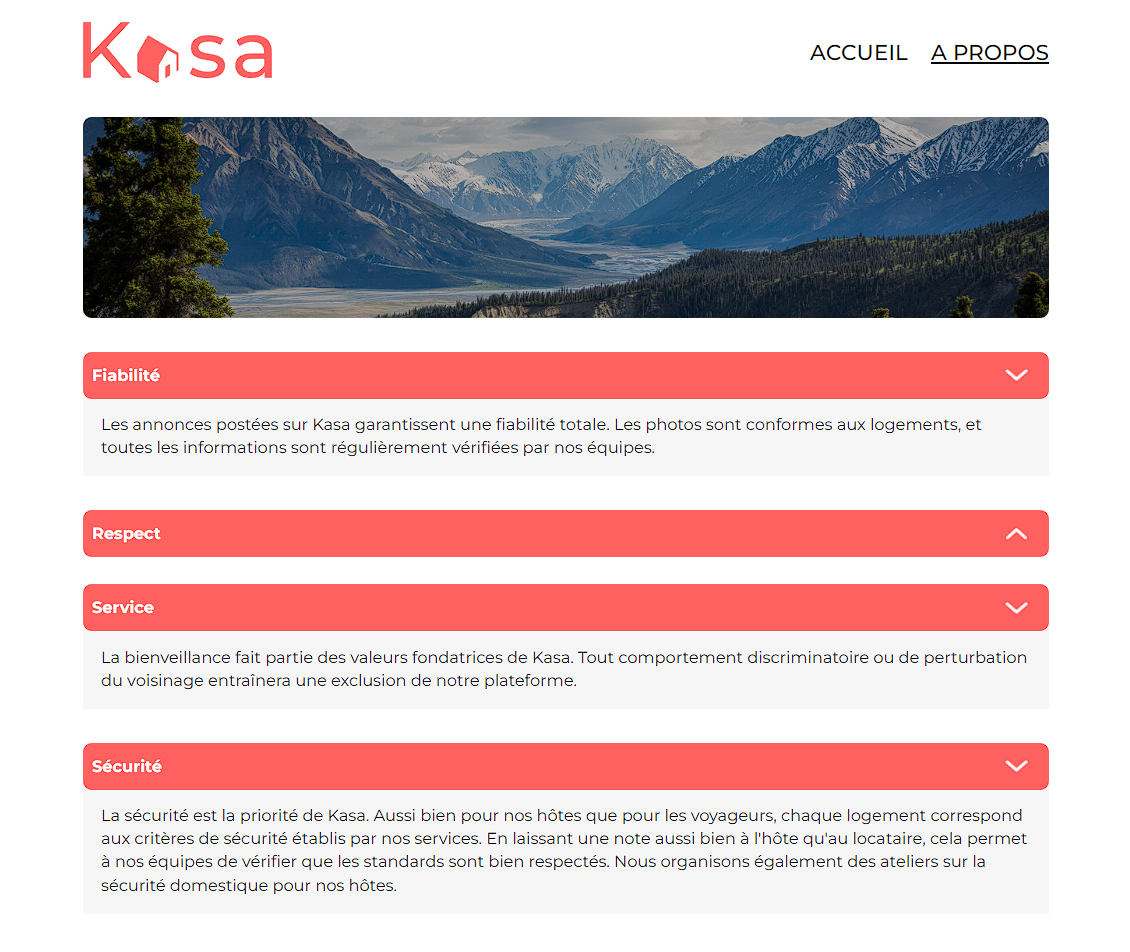 Kasa
ACCUEIL A PROPOS
Fiabilité
Les annonces postées sur Kasa garantissent une fiabilité totale. Les photos sont conformes aux logements, et
toutes les informations sont régulièrement vérifiées par nos équipes.
Respect
Service
La bienveillance fait partie des valeurs fondatrices de Kasa. Tout comportement discriminatoire ou de perturbation
du voisinage entraînera une exclusion de notre plateforme.
Sécurité
La sécurité est la priorité de Kasa. Aussi bien pour nos hôtes que pour les voyageurs, chaque logement correspond
aux critères de sécurité établis par nos services. En laissant une note aussi bien à l'hôte qu'au locataire, cela permet
à nos équipes de vérifier que les standards sont bien respectés. Nous organisons également des ateliers sur la
sécurité domestique pour nos hôtes.